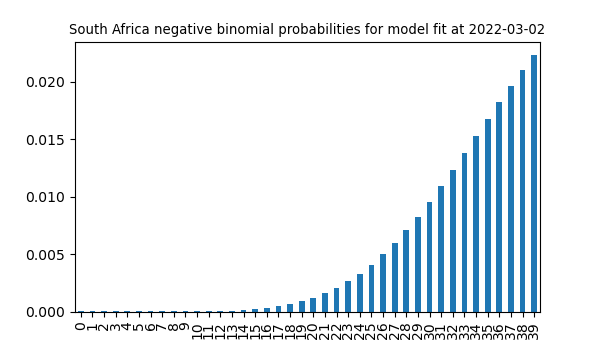 South Africa negative binomial probabilities for model fit at 2022-03-02
0.020
0.015
0.010
0.005
0.000
0 1 2 3 4 5 6 7 8 9 10 11 12 13 14 15 16 17 18 19 20 21 22 23 24 25 26 27 28 29 30 31 32 33 34 35 36 37 38 39